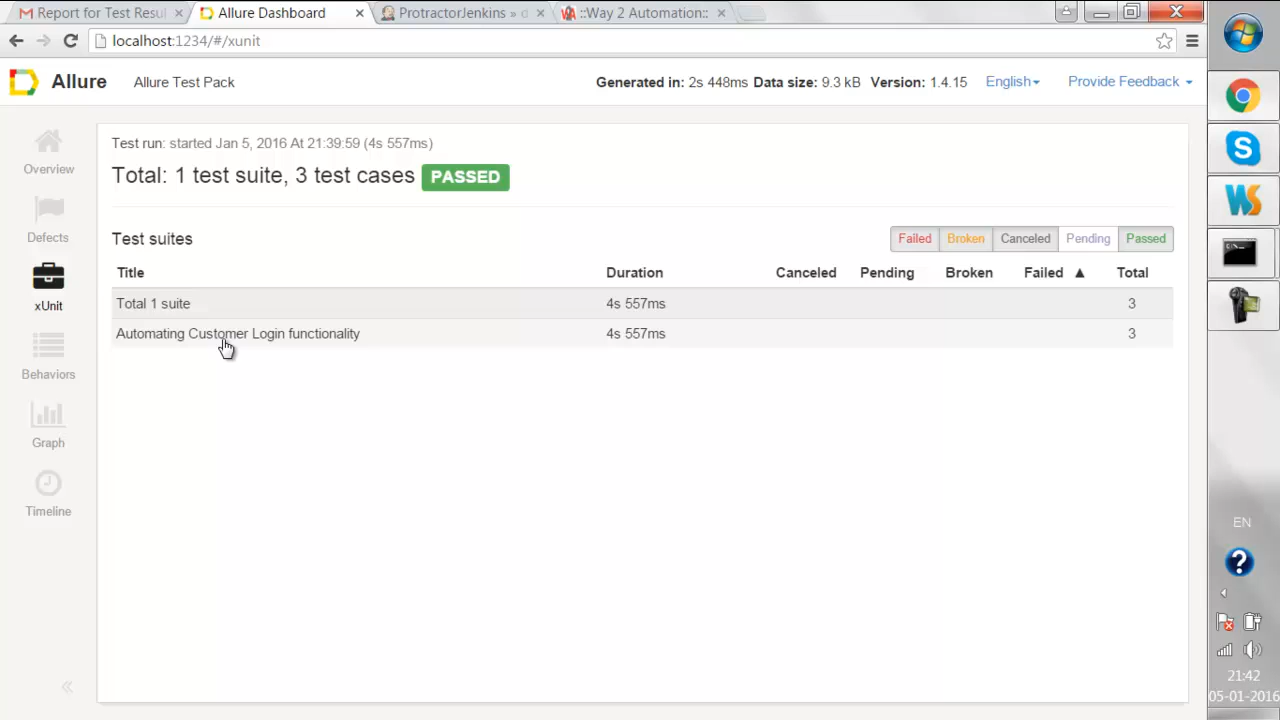 Report for Test Resul
Allure Dashboard
ProtractorJenkins » d
::Way 2 Automation::
localhost:1234/#/xunit
Allure
Allure Test Pack
Generated in: 2s 448ms Data size: 9.3 kB Version: 1.4.15
English
Provide Feedback
Overview
Defects
xUnit
Behaviors
Graph
Timeline
Test run: started Jan 5, 2016 At 21:39:59 (4s 557ms)
Total: 1 test suite, 3 test cases PASSED
Test suites
Failed Broken Canceled Pending Passed
Title Duration Canceled Pending Broken Failed ▲ Total
Total 1 suite 4s 557ms 3
Automating Customer Login functionality 4s 557ms 3
EN
21:42
05-01-2016